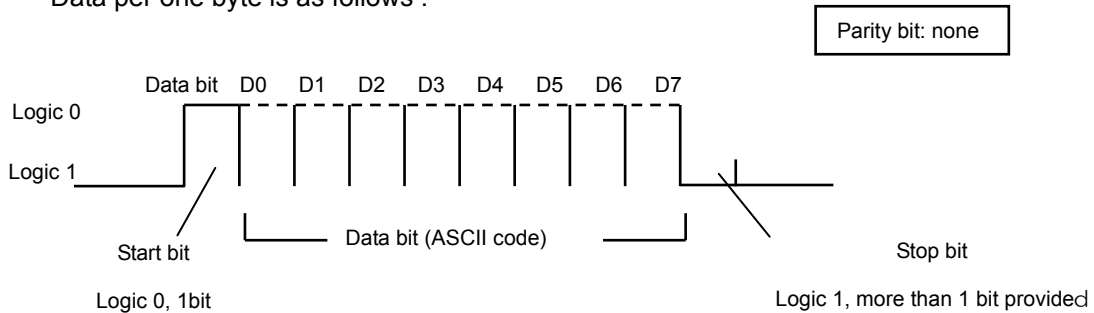 Data per one byte is as follows :
Parity bit: none
Data bit D0 D1 D2 D3 D4 D5 D6 D7
Logic 0
Logic 1
Data bit (ASCII code)
Start bit
Stop bit
Logic 0, 1bit
Logic 1, more than 1 bit provided